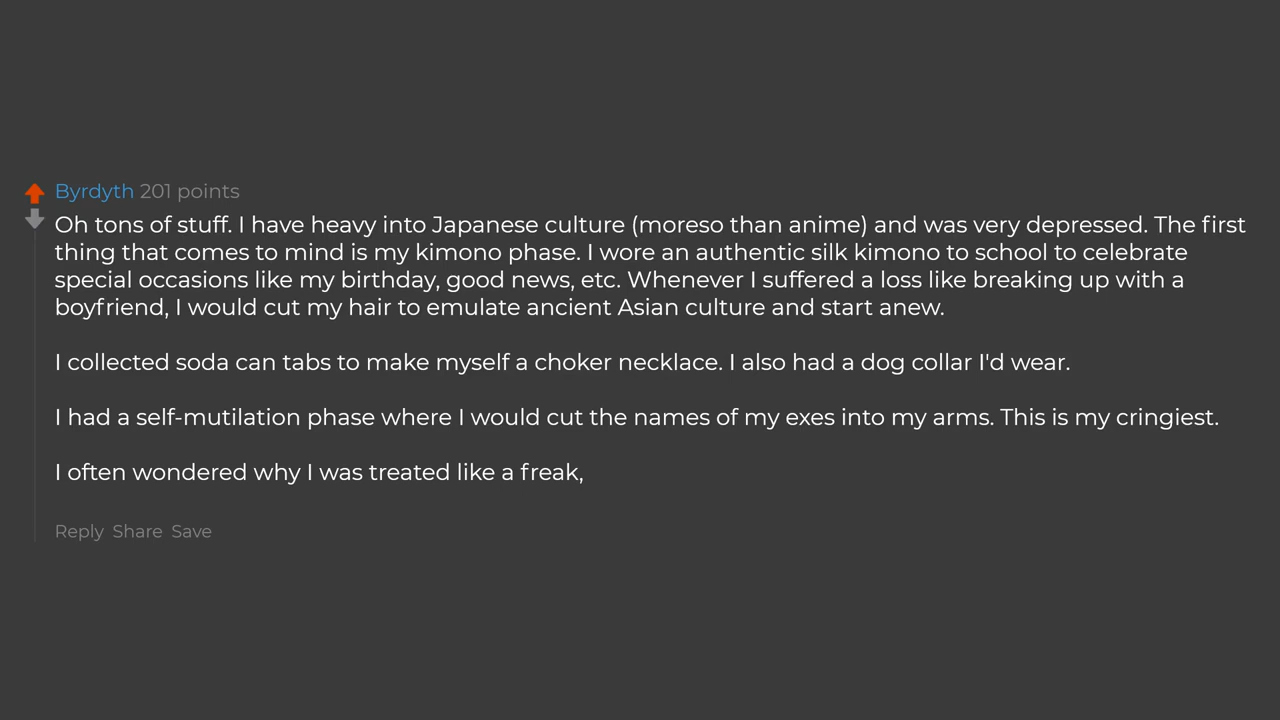 Byrdyth 201 points
Oh tons of stuff. I have heavy into Japanese culture (moreso than anime) and was very depressed. The first
thing that comes to mind is my kimono phase. I wore an authentic silk kimono to school to celebrate
special occasions like my birthday, good news, etc. Whenever I suffered a loss like breaking up with a
boyfriend, I would cut my hair to emulate ancient Asian culture and start anew.
I collected soda can tabs to make myself a choker necklace. I also had a dog collar I'd wear.
I had a self-mutilation phase where I would cut the names of my exes into my arms. This is my cringiest.
I often wondered why I was treated like a freak,
Reply Share Save